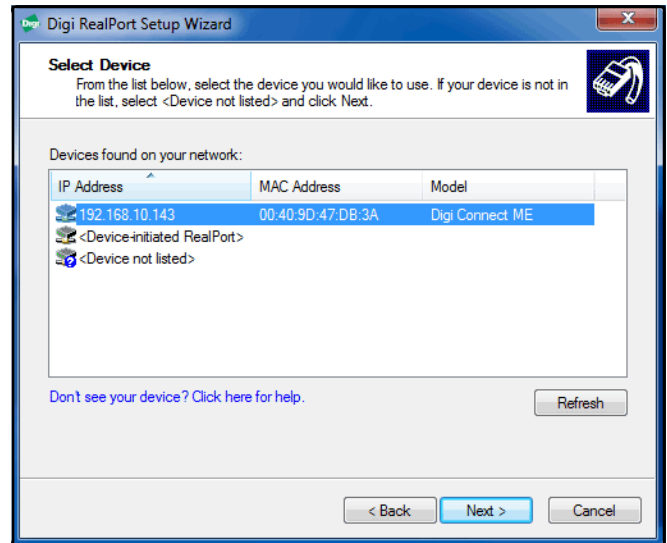 Digi RealPort Setup Wizard
Select Device
From the list below, select the device you would like to use. If your device is not in
the list, select <Device not listed> and click Next.
Devices found on your network:
IP Address MAC Address Model
192.168.10.143 00:40:9D:47:DB:3A Digi Connect ME
<Device-initiated RealPort>
<Device not listed>
Don't see your device? Click here for help.
Refresh
< Back Next > Cancel